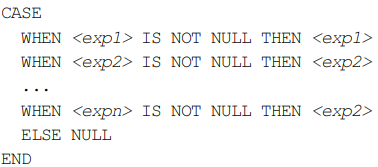 CASE
WHEN <exp1> IS NOT NULL THEN <exp1>
WHEN <exp2> IS NOT NULL THEN <exp2>
...
WHEN <expn> IS NOT NULL THEN <exp2>
ELSE NULL
END